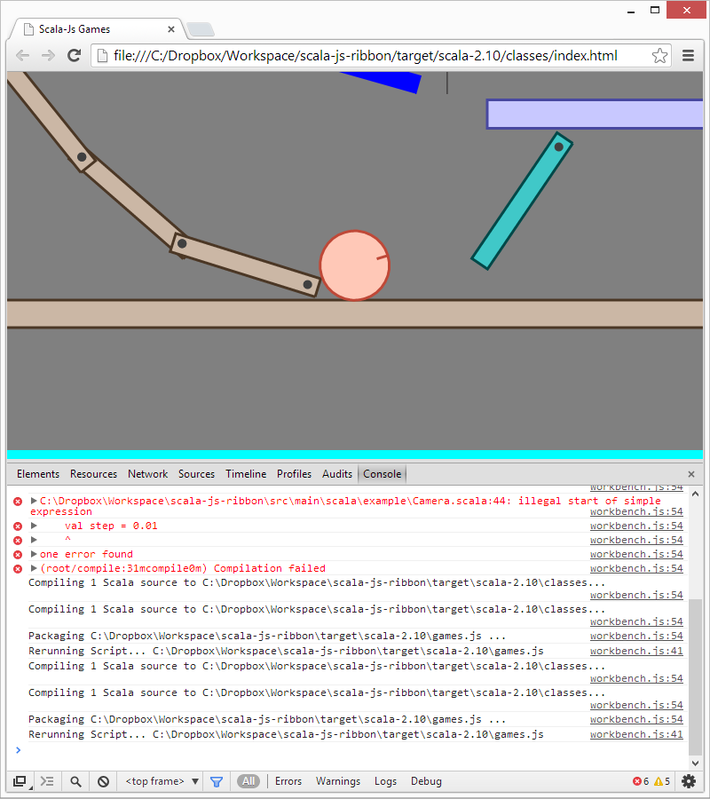 Scala-Js Games
file:///C:/Dropbox/Workspace/scala-js-ribbon/target/scala-2.10/classes/index.html
Elements Resources Network Sources Timeline Profiles Audits Console
workbench.js:54
C:\Dropbox\Workspace\scala-js-ribbon\src\main\scala\example\Camera.scala:44: illegal start of simple
expression workbench.js:54
val step = 0.01 workbench.js:54
^ workbench.js:54
one error found workbench.js:54
(root/compile:31mcompile0m) Compilation failed workbench.js:54
Compiling 1 Scala source to C:\Dropbox\Workspace\scala-js-ribbon\target\scala-2.10\classes...
workbench.js:54
Compiling 1 Scala source to C:\Dropbox\Workspace\scala-js-ribbon\target\scala-2.10\classes...
workbench.js:54
Packaging C:\Dropbox\Workspace\scala-js-ribbon\target\scala-2.10\games.js ... workbench.js:54
Rerunning Script... C:\Dropbox\Workspace\scala-js-ribbon\target\scala-2.10\games.js workbench.js:41
Compiling 1 Scala source to C:\Dropbox\Workspace\scala-js-ribbon\target\scala-2.10\classes...
workbench.js:54
Compiling 1 Scala source to C:\Dropbox\Workspace\scala-js-ribbon\target\scala-2.10\classes...
workbench.js:54
Packaging C:\Dropbox\Workspace\scala-js-ribbon\target\scala-2.10\games.js ... workbench.js:54
Rerunning Script... C:\Dropbox\Workspace\scala-js-ribbon\target\scala-2.10\games.js workbench.js:41
>
<top frame> All Errors Warnings Logs Debug 6 5